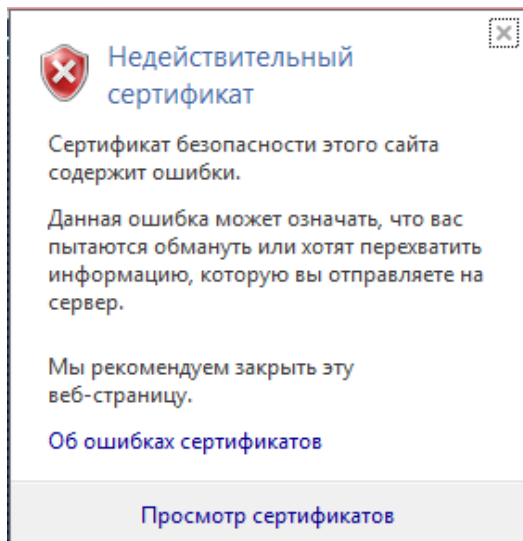 Недействительный
сертификат
Сертификат безопасности этого сайта
содержит ошибки.
Данная ошибка может означать, что вас
пытаются обмануть или хотят перехватить
информацию, которую вы отправляете на
сервер.
Мы рекомендуем закрыть эту
веб-страницу.
Об ошибках сертификатов
Просмотр сертификатов